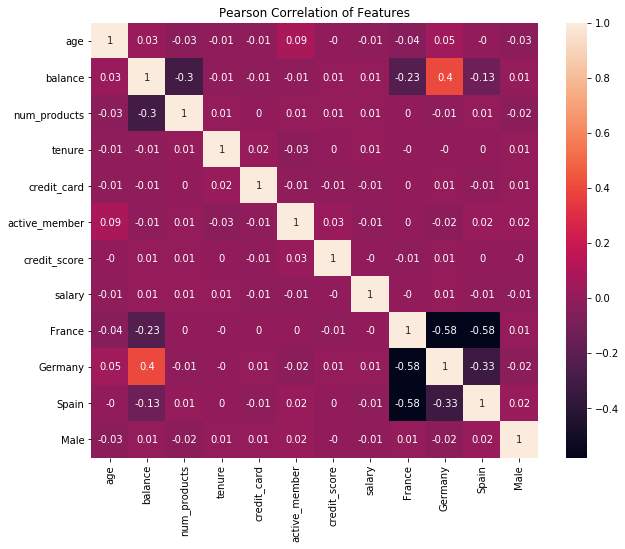 Pearson Correlation of Features
age 1 0.03 -0.03 -0.01 -0.01 0.09 -0 -0.01 -0.04 0.05 -0 -0.03
balance 0.03 1 -0.3 -0.01 -0.01 -0.01 0.01 0.01 -0.23 0.4 -0.13 0.01
num_products -0.03 -0.3 1 0.01 0 0.01 0.01 0.01 0 -0.01 0.01 -0.02
tenure -0.01 -0.01 0.01 1 0.02 -0.03 0 0.01 -0 -0 0 0.01
credit_card -0.01 -0.01 0 0.02 1 -0.01 -0.01 -0.01 0 0.01 -0.01 0.01
active_member 0.09 -0.01 0.01 -0.03 -0.01 1 0.03 -0.01 0 -0.02 0.02 0.02
credit_score -0 0.01 0.01 0 -0.01 0.03 1 -0 -0.01 0.01 0 -0
salary -0.01 0.01 0.01 0.01 -0.01 -0.01 -0 1 -0 0.01 -0.01 -0.01
France -0.04 -0.23 0 -0 0 0 -0.01 -0 1 -0.58 -0.58 0.01
Germany 0.05 0.4 -0.01 -0 0.01 -0.02 0.01 0.01 -0.58 1 -0.33 -0.02
Spain -0 -0.13 0.01 0 -0.01 0.02 0 -0.01 -0.58 -0.33 1 0.02
Male -0.03 0.01 -0.02 0.01 0.01 0.02 -0 -0.01 0.01 -0.02 0.02 1
age balance num_products tenure credit_card active_member credit_score salary France Germany Spain Male
1.0
0.8
0.6
0.4
0.2
0.0
−0.2
−0.4